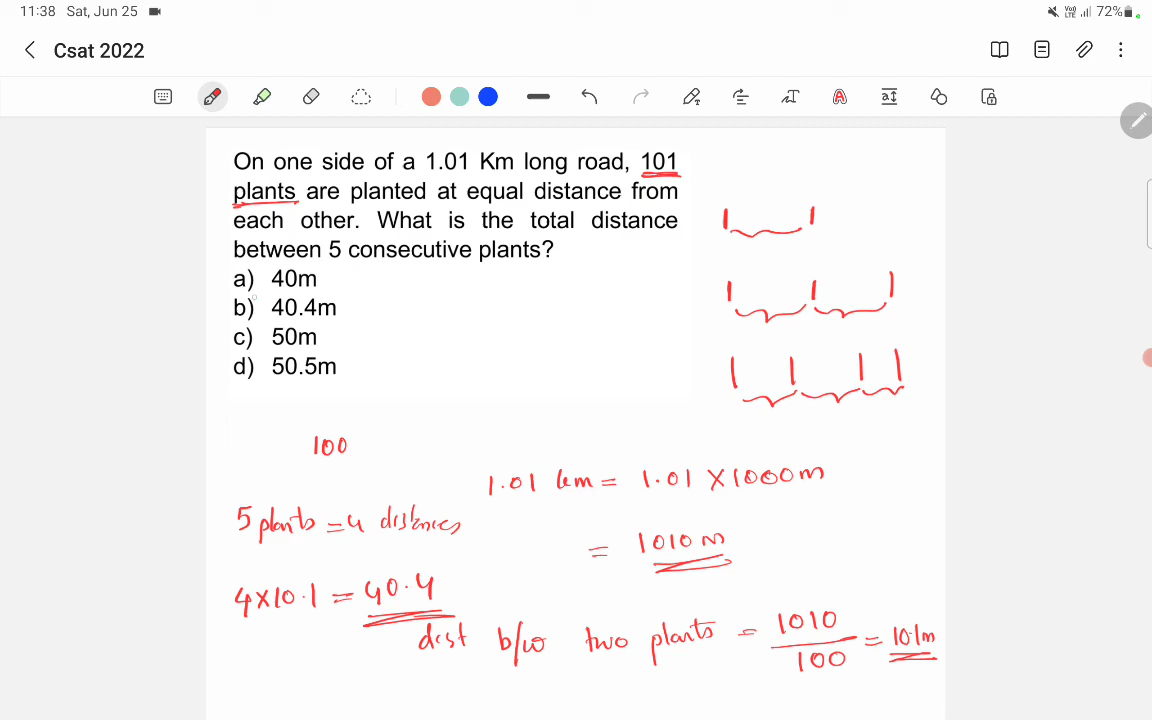 11:38 Sat, Jun 25
Vo) LTE 72%
Csat 2022
On one side of a 1.01 Km long road, 101
plants are planted at equal distance from
each other. What is the total distance
between 5 consecutive plants?
a) 40m
b) 40.4m
c) 50m
d) 50.5m
100
1.01 km = 1.01 X 1000m
5 plants = 4 distances
= 1010 m
4x10.1 = 40.4
dist b/w two plants = 1010/100 = 10.1m